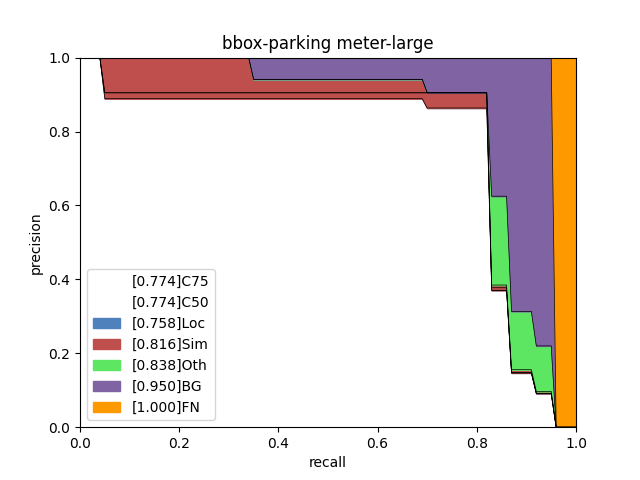 bbox-parking meter-large
1.0
0.8
0.6
0.4
0.2
0.0
precision
[0.774]C75
[0.774]C50
[0.758]Loc
[0.816]Sim
[0.838]Oth
[0.950]BG
[1.000]FN
0.0 0.2 0.4 0.6 0.8 1.0
recall